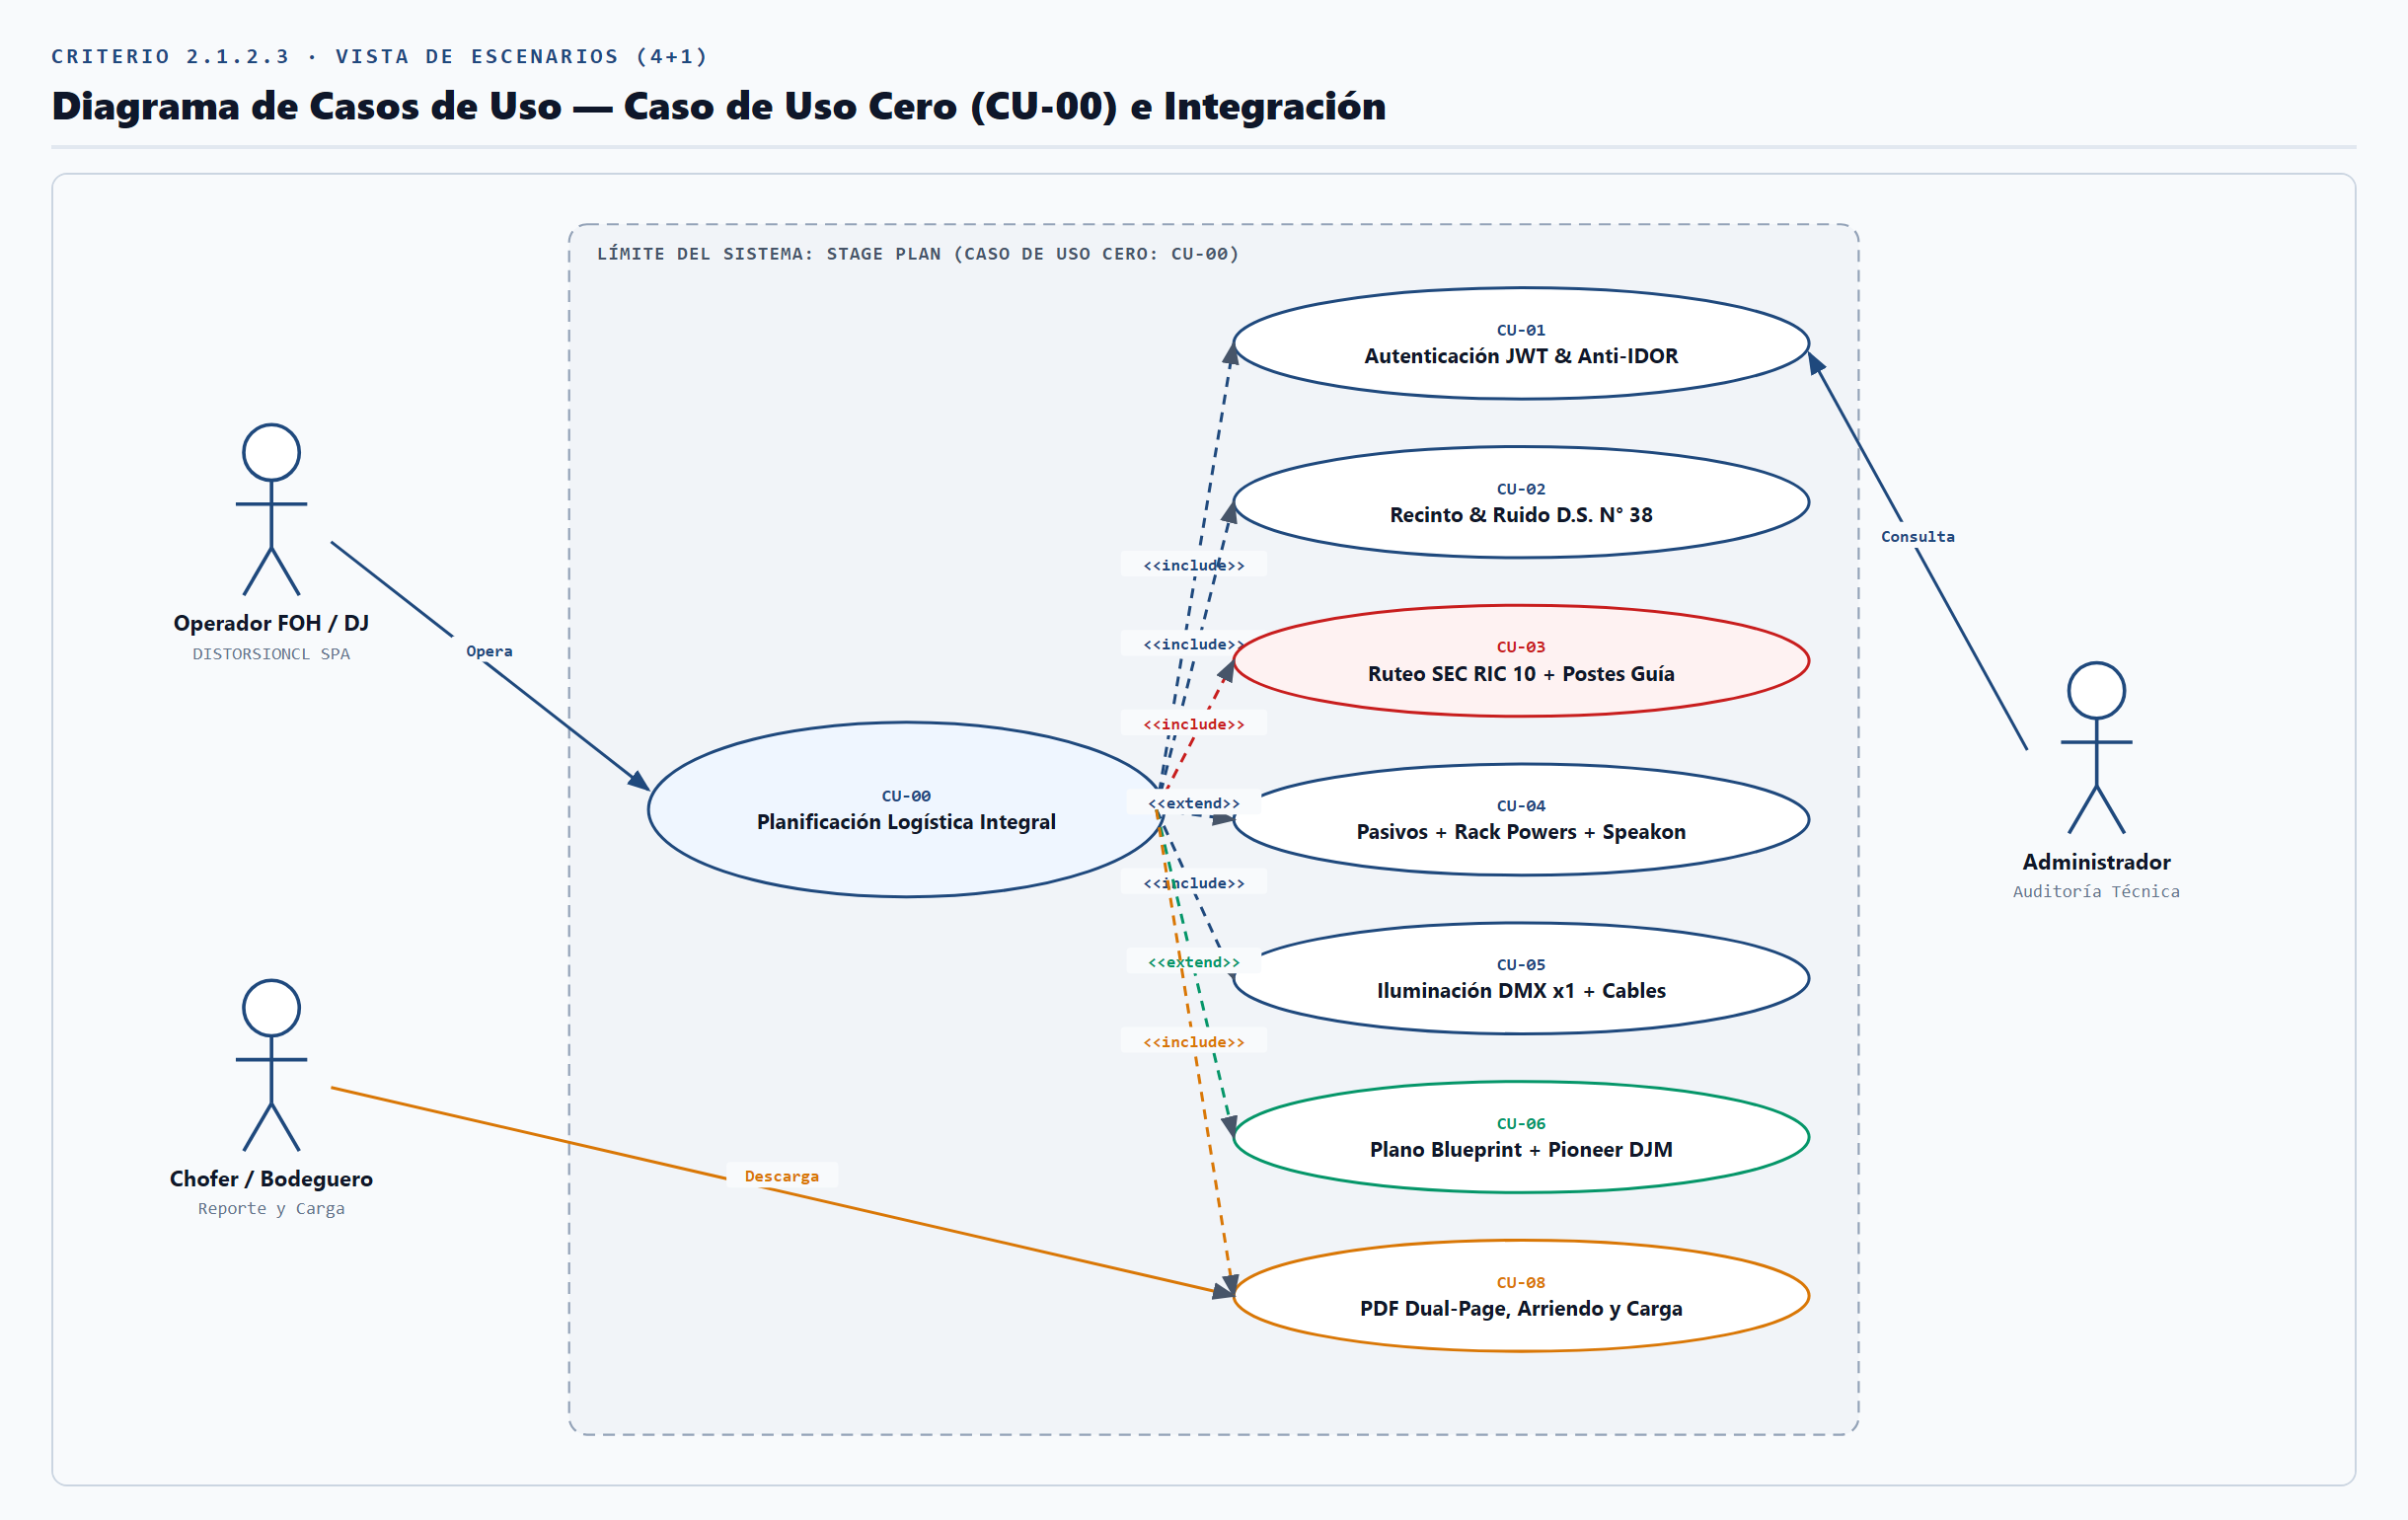 CRITERIO 2.1.2.3 · VISTA DE ESCENARIOS (4+1)
Diagrama de Casos de Uso — Caso de Uso Cero (CU-00) e Integración
LÍMITE DEL SISTEMA: STAGE PLAN (CASO DE USO CERO: CU-00)
CU-01
Autenticación JWT & Anti-IDOR
CU-02
Recinto & Ruido D.S. N° 38
Consulta
<<include>>
Operador FOH / DJ
DISTORSIONCL SPA
Opera
<<include>>
CU-03
Ruteo SEC RIC 10 + Postes Guía
<<include>>
CU-00
Planificación Logística Integral
<<extend>>
CU-04
Pasivos + Rack Powers + Speakon
Administrador
Auditoría Técnica
<<include>>
<<extend>>
CU-05
Iluminación DMX x1 + Cables
<<include>>
CU-06
Plano Blueprint + Pioneer DJM
Chofer / Bodeguero
Reporte y Carga
Descarga
CU-08
PDF Dual-Page, Arriendo y Carga